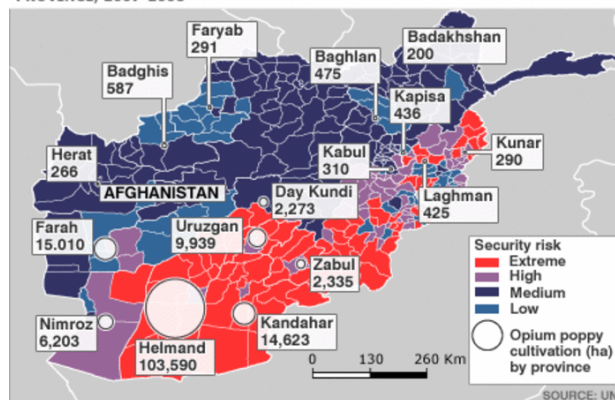 Faryab
291
Badakhshan
200
Baghlan
475
Badghis
587
Kapisa
436
Kunar
290
Kabul
310
Herat
266
AFGHANISTAN
Day Kundi
2,273
Laghman
425
Farah
15.010
Uruzgan
9,939
Zabul
2,335
Nimroz
6,203
Kandahar
14,623
Helmand
103,590
Security risk
Extreme
High
Medium
Low
Opium poppy
cultivation (ha)
by province
0 130 260 Km
SOURCE: UN